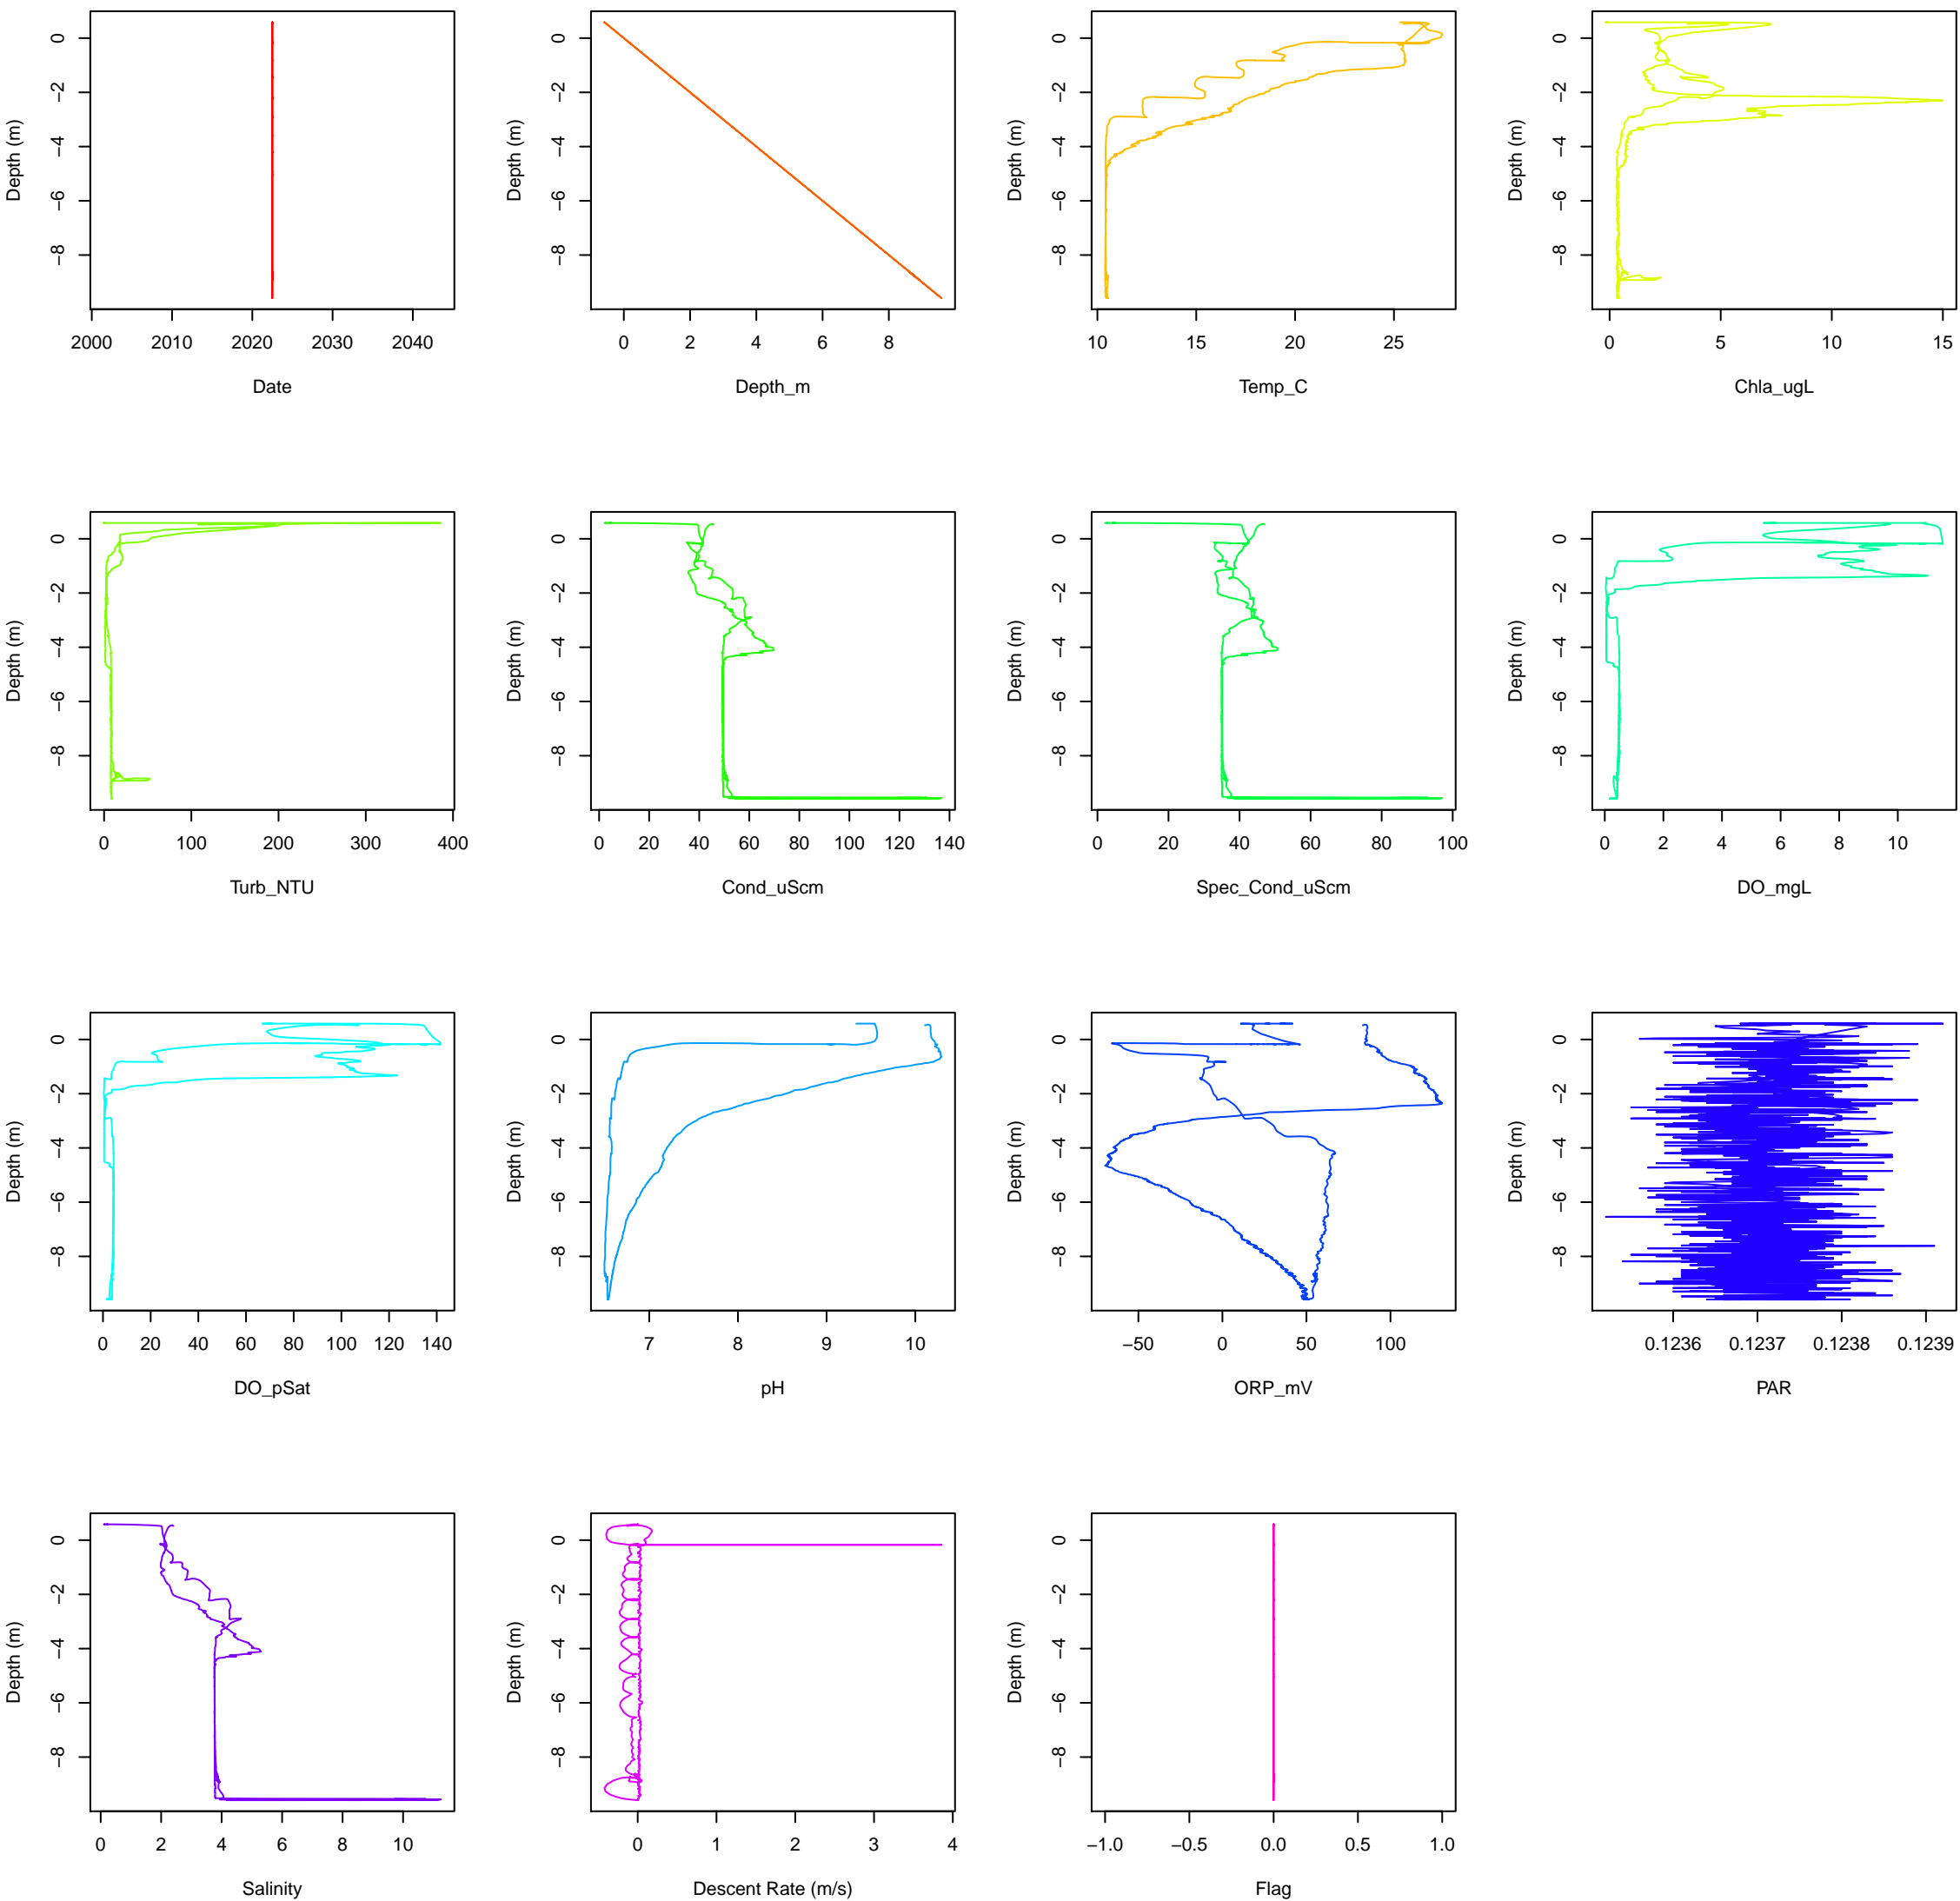 Depth (m)
0
−2
−4
−6
−8
2000 2010 2020 2030 2040
Date
Depth (m)
0
−2
−4
−6
−8
0 2 4 6 8
Depth_m
Depth (m)
0
−2
−4
−6
−8
10 15 20 25
Temp_C
Depth (m)
0
−2
−4
−6
−8
0 5 10 15
Chla_ugL
Depth (m)
0
−2
−4
−6
−8
0 100 200 300 400
Turb_NTU
Depth (m)
0
−2
−4
−6
−8
0 20 40 60 80 100 120 140
Cond_uScm
Depth (m)
0
−2
−4
−6
−8
0 20 40 60 80 100
Spec_Cond_uScm
Depth (m)
0
−2
−4
−6
−8
0 2 4 6 8 10
DO_mgL
Depth (m)
0
−2
−4
−6
−8
0 20 40 60 80 100 120 140
DO_pSat
Depth (m)
0
−2
−4
−6
−8
7 8 9 10
pH
Depth (m)
0
−2
−4
−6
−8
−50 0 50 100
ORP_mV
Depth (m)
0
−2
−4
−6
−8
0.1236 0.1237 0.1238 0.1239
PAR
Depth (m)
0
−2
−4
−6
−8
0 2 4 6 8 10
Salinity
Depth (m)
0
−2
−4
−6
−8
0 1 2 3 4
Descent Rate (m/s)
Depth (m)
0
−2
−4
−6
−8
−1.0 −0.5 0.0 0.5 1.0
Flag